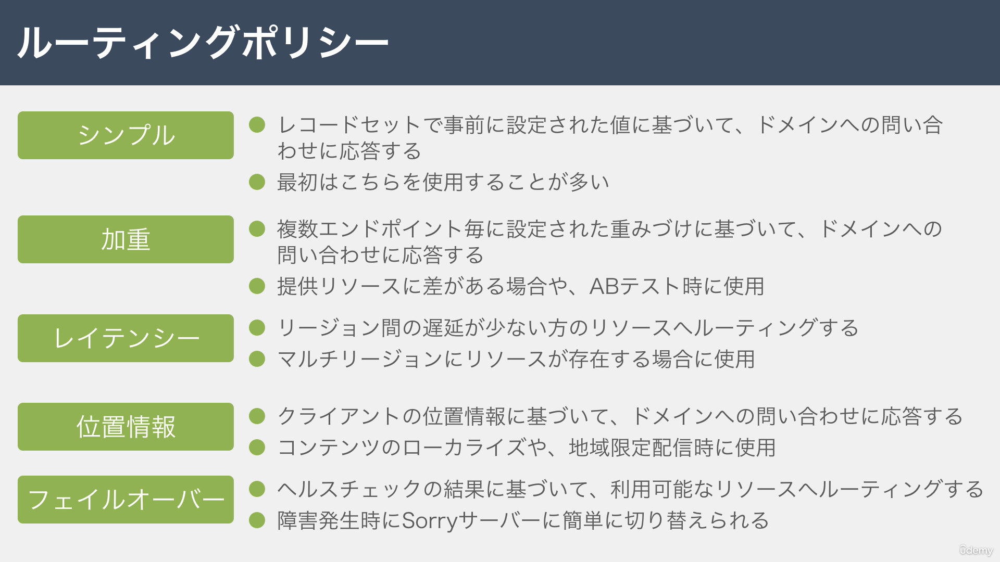 ルーティングポリシー
シンプル
レコードセットで事前に設定された値に基づいて、ドメインへの問い合
わせに応答する
最初はこちらを使用することが多い
加重
複数エンドポイント毎に設定された重みづけに基づいて、ドメインへの
問い合わせに応答する
提供リソースに差がある場合や、ABテスト時に使用
レイテンシー
リージョン間の遅延が少ない方のリソースへルーティングする
マルチリージョンにリソースが存在する場合に使用
位置情報
クライアントの位置情報に基づいて、ドメインへの問い合わせに応答する
コンテンツのローカライズや、地域限定配信時に使用
フェイルオーバー
ヘルスチェックの結果に基づいて、利用可能なリソースへルーティングする
障害発生時にSorryサーバーに簡単に切り替えられる
ûdemy